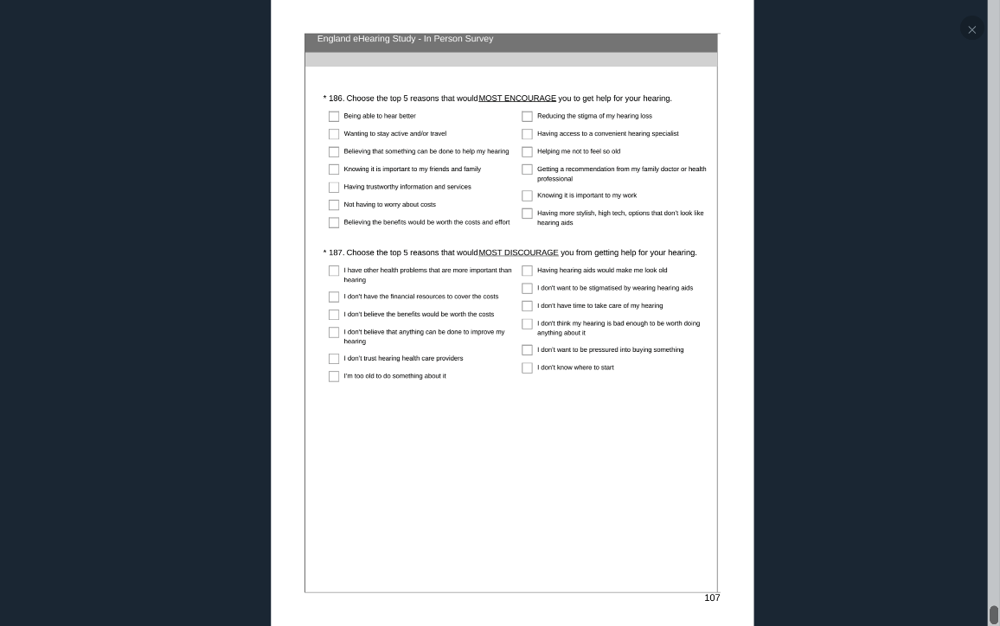 England eHearing Study - In Person Survey
* 186. Choose the top 5 reasons that would MOST ENCOURAGE you to get help for your hearing.
Being able to hear better
Wanting to stay active and/or travel
Believing that something can be done to help my hearing
Knowing it is important to my friends and family
Having trustworthy information and services
Not having to worry about costs
Believing the benefits would be worth the costs and effort
Reducing the stigma of my hearing loss
Having access to a convenient hearing specialist
Helping me not to feel so old
Getting a recommendation from my family doctor or health
professional
Knowing it is important to my work
Having more stylish, high tech, options that don't look like
hearing aids
* 187. Choose the top 5 reasons that would MOST DISCOURAGE you from getting help for your hearing.
I have other health problems that are more important than
hearing
I don't have the financial resources to cover the costs
I don't believe the benefits would be worth the costs
I don't believe that anything can be done to improve my
hearing
I don't trust hearing health care providers
I'm too old to do something about it
Having hearing aids would make me look old
I don't want to be stigmatised by wearing hearing aids
I don't have time to take care of my hearing
I don't think my hearing is bad enough to be worth doing
anything about it
I don't want to be pressured into buying something
I don't know where to start
107